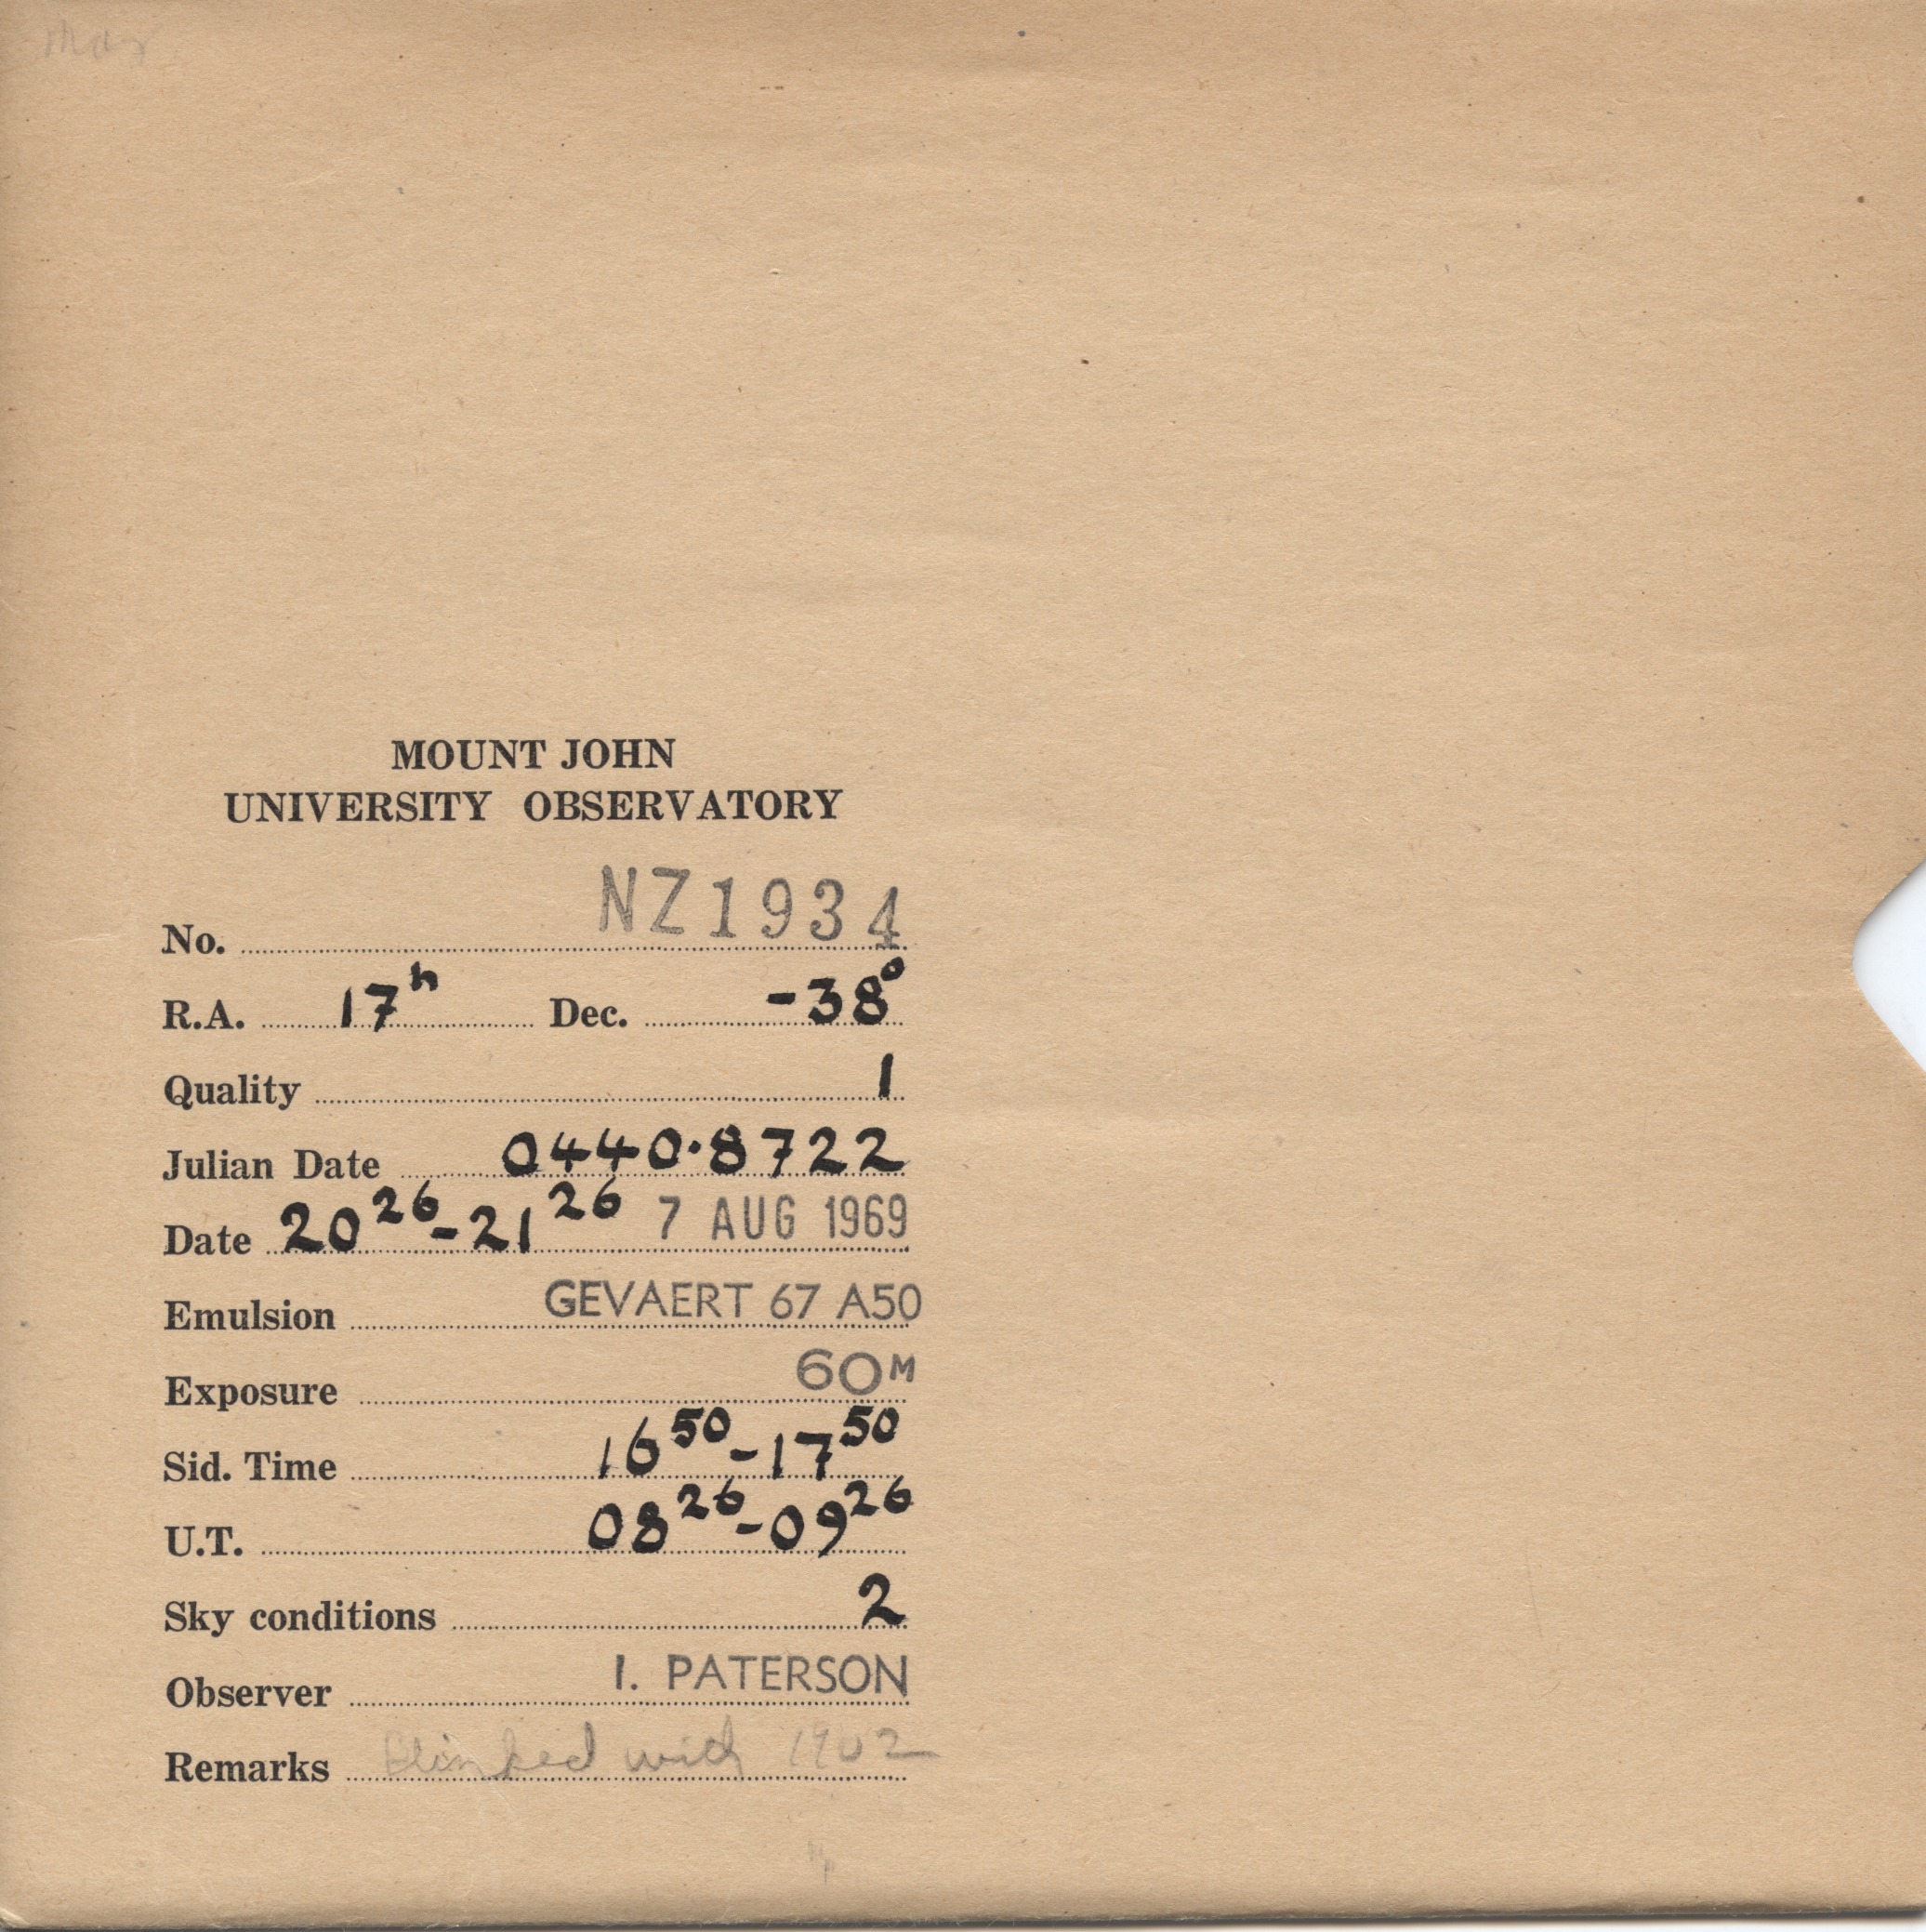 May
MOUNT JOHN
UNIVERSITY OBSERVATORY
No. NZ1934
R.A. 17h Dec. -38°
Quality 1
Julian Date 0440.8722
Date 20 26 - 21 26 7 AUG 1969
Emulsion GEVAERT 67 A50
Exposure 60M
Sid. Time 16 50 - 17 50
U.T. 08 26 - 09 26
Sky conditions 2
Observer I. PATERSON
Remarks Blinked with 1902